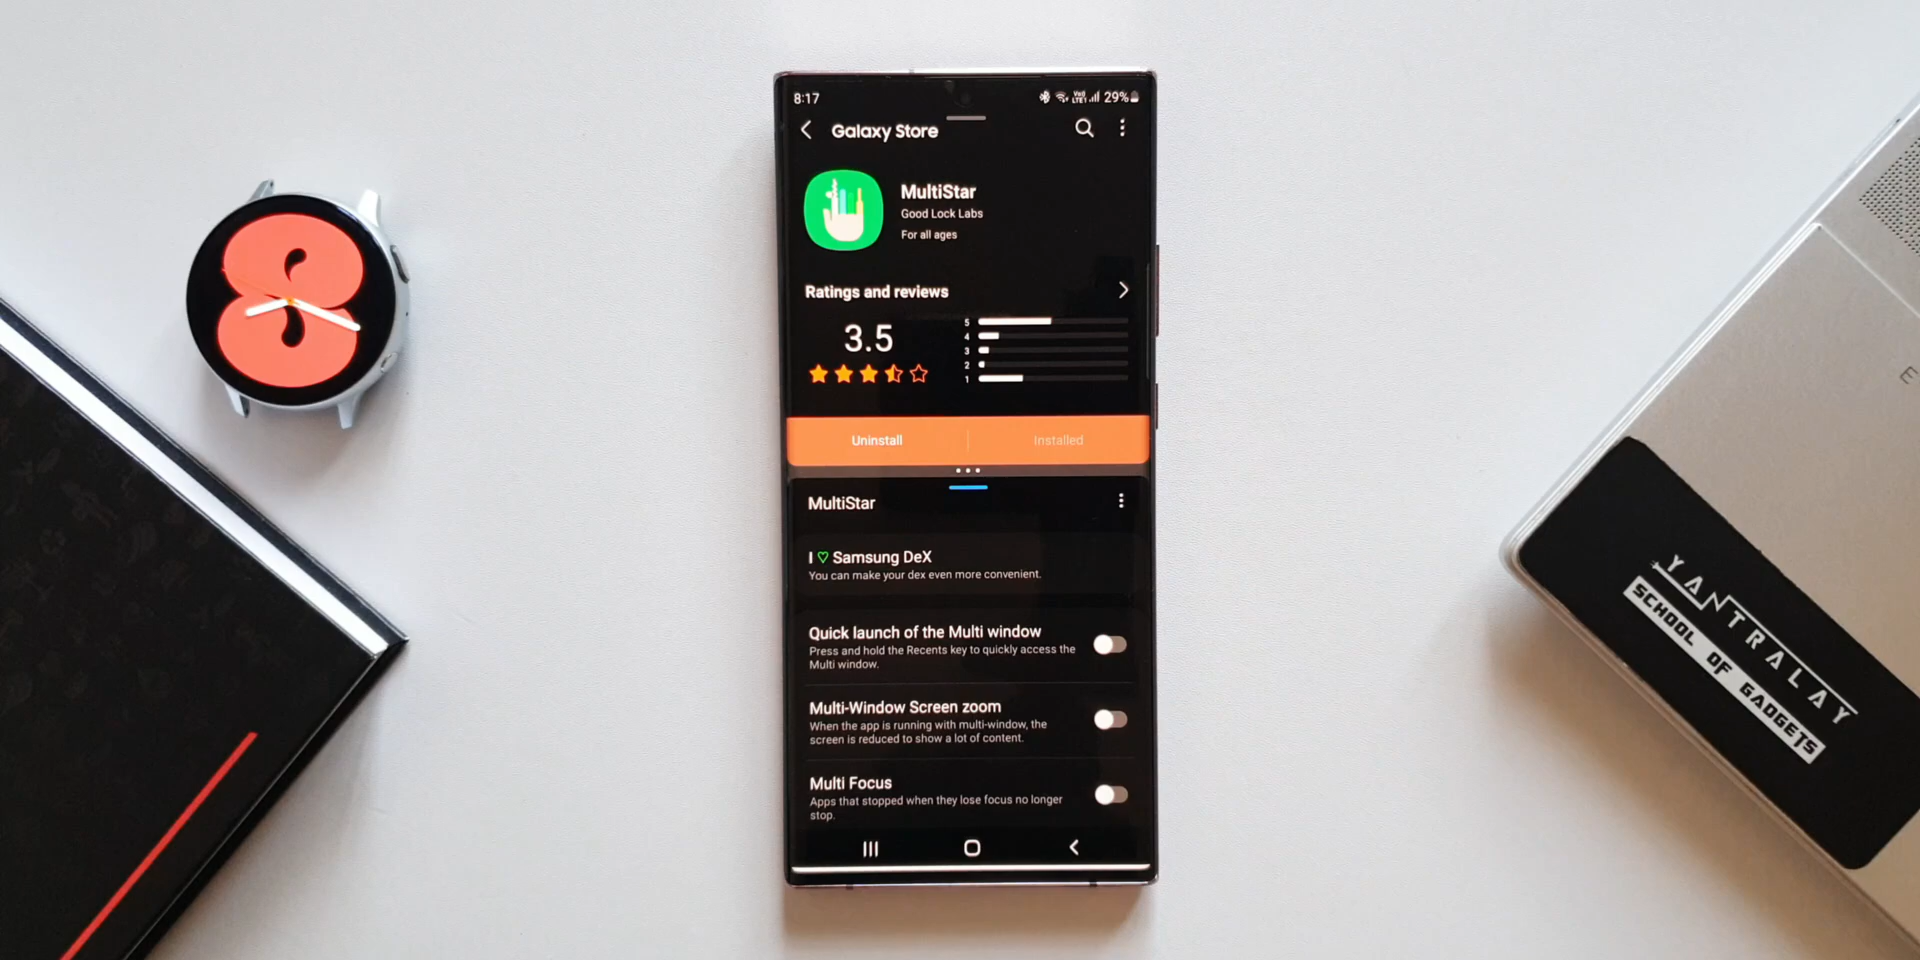 8:17
Vo))
LTE1
29%
Galaxy Store
MultiStar
Good Lock Labs
For all ages
Ratings and reviews
3.5
5
4
3
2
1
Uninstall
Installed
MultiStar
I ♡ Samsung DeX
You can make your dex even more convenient.
Quick launch of the Multi window
Press and hold the Recents key to quickly access the
Multi window.
Multi-Window Screen zoom
When the app is running with multi-window, the
screen is reduced to show a lot of content.
Multi Focus
Apps that stopped when they lose focus no longer
stop.
8
E
YANTRALAY
SCHOOL OF GADGETS